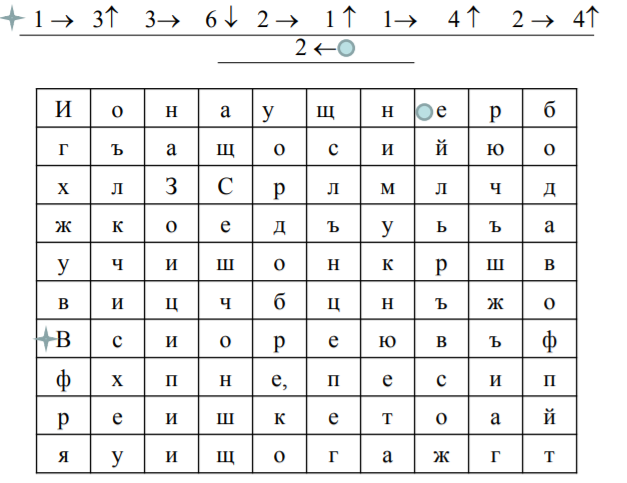 1 → 3↑ 3→ 6 ↓ 2 → 1 ↑ 1→ 4 ↑ 2 → 4↑
2 ←
И о н а у щ н е р б
г ъ а щ о с и й ю о
х л З С р л м л ч д
ж к о е д ъ у ь ъ а
у ч и ш о н к р ш в
в и ц ч б ц н ъ ж о
В с и о р е ю в ъ ф
ф х п н е, п е с и п
р е и ш к е т о а й
я у и щ о г а ж г т